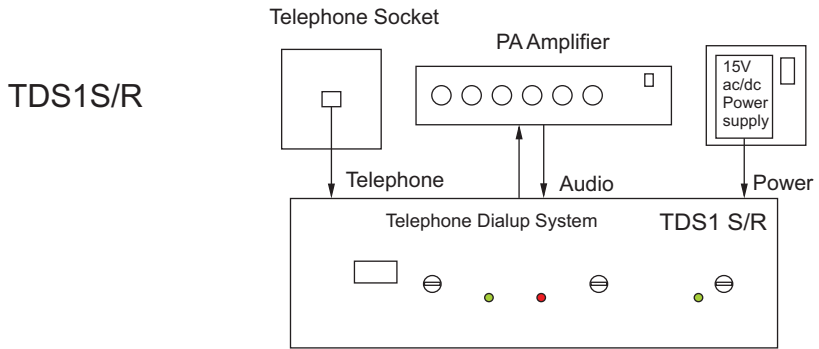 Telephone Socket
PA Amplifier
TDS1S/R
15V
ac/dc
Power
supply
Telephone
Audio
Power
Telephone Dialup System
TDS1 S/R